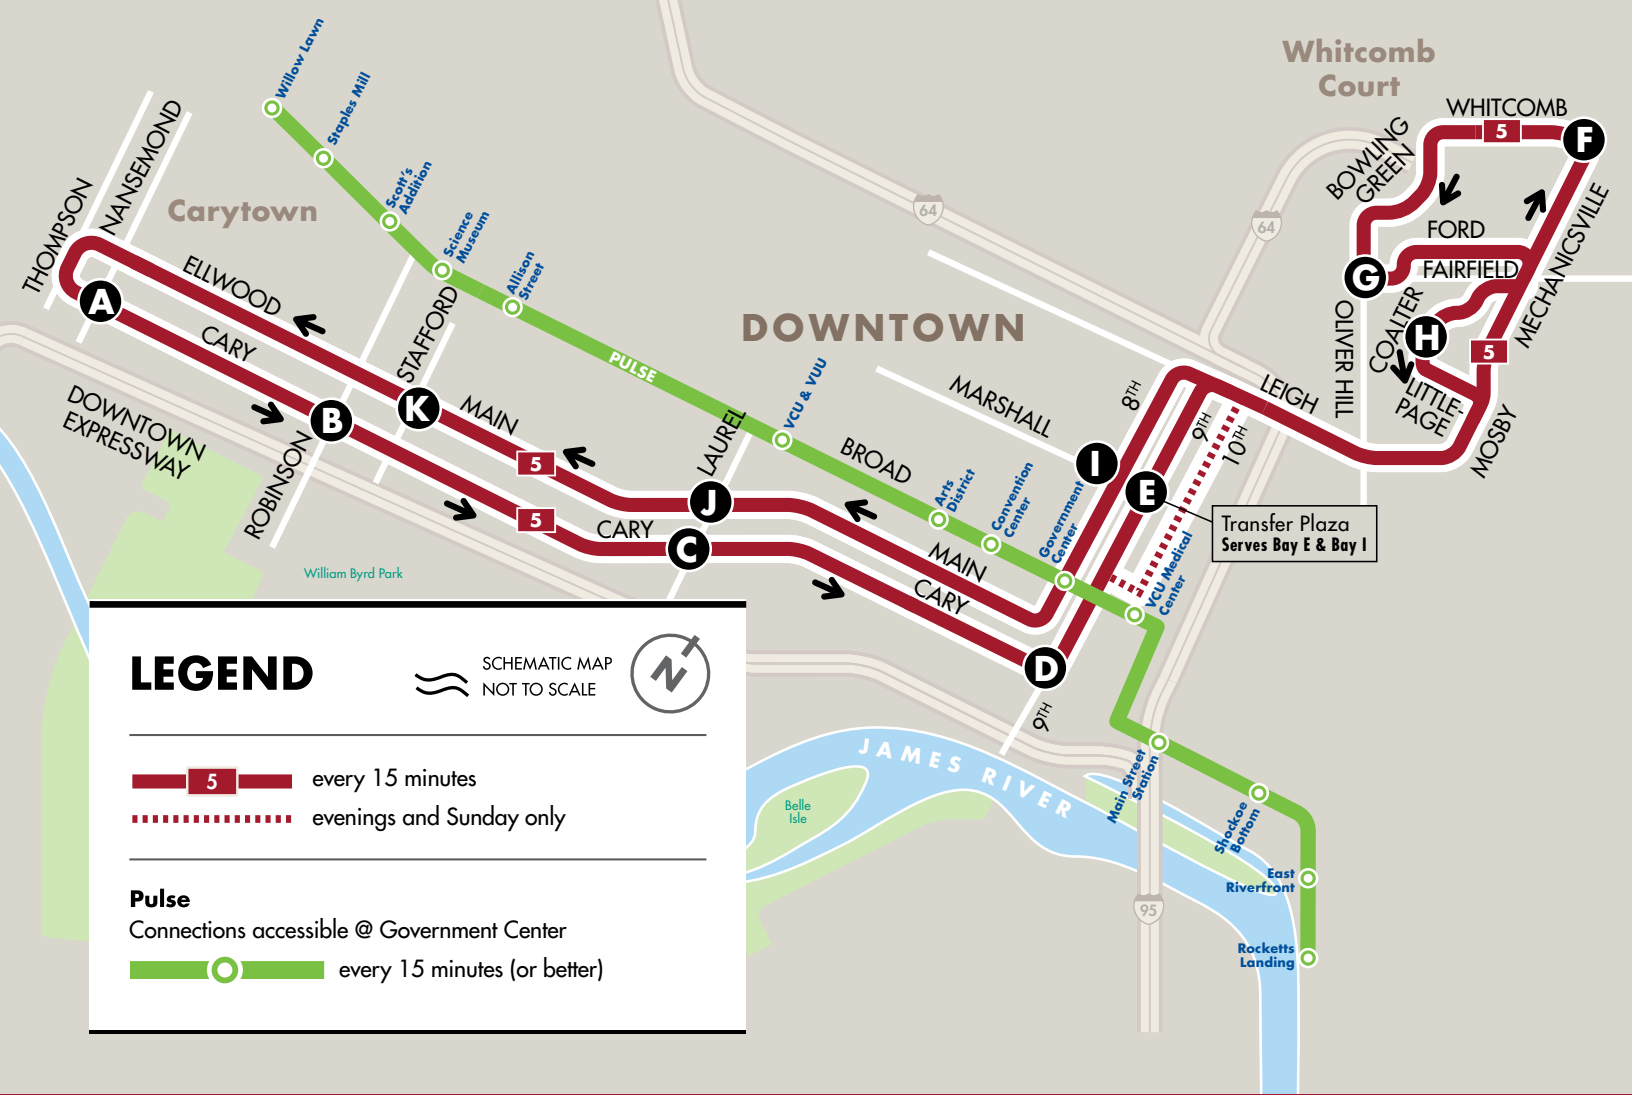 Willow Lawn
Staples Mill
Scott's
Addition
Science
Museum
Allison
Street
Whitcomb
Court
WHITCOMB
5
F
BOWLING
GREEN
FORD
FAIRFIELD
G
MECHANICSVILLE
COALTER
H
5
OLIVER HILL
LITTLE-
PAGE
MOSBY
LEIGH
64
64
THOMPSON
NANSEMOND
Carytown
A
ELLWOOD
CARY
STAFFORD
K
B
MAIN
5
5
DOWNTOWN
EXPRESSWAY
ROBINSON
William Byrd Park
PULSE
DOWNTOWN
VCU & VUU
LAUREL
J
CARY
C
BROAD
Arts
District
Convention
Center
Government
Center
MARSHALL
8TH
I
E
9TH
10TH
Transfer Plaza
Serves Bay E & Bay I
VCU Medical
Center
MAIN
CARY
D
9TH
JAMES RIVER
Belle
Isle
Main Street
Station
Shockoe
Bottom
East
Riverfront
Rocketts
Landing
95
LEGEND
SCHEMATIC MAP
NOT TO SCALE
N
5
every 15 minutes
evenings and Sunday only
Pulse
Connections accessible @ Government Center
every 15 minutes (or better)